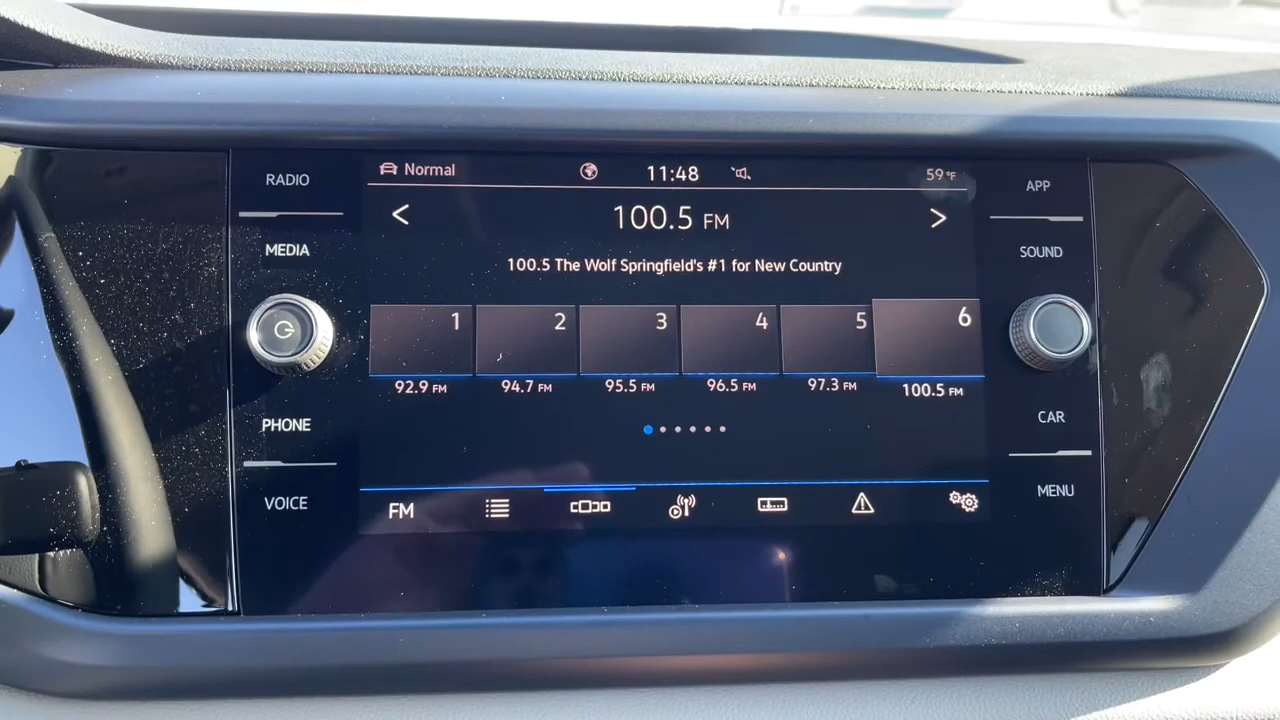 RADIO
MEDIA
PHONE
VOICE
Normal
11:48
59°F
100.5 FM
100.5 The Wolf Springfield's #1 for New Country
1 2 3 4 5 6
92.9 FM 94.7 FM 95.5 FM 96.5 FM 97.3 FM 100.5 FM
FM
APP
SOUND
CAR
MENU